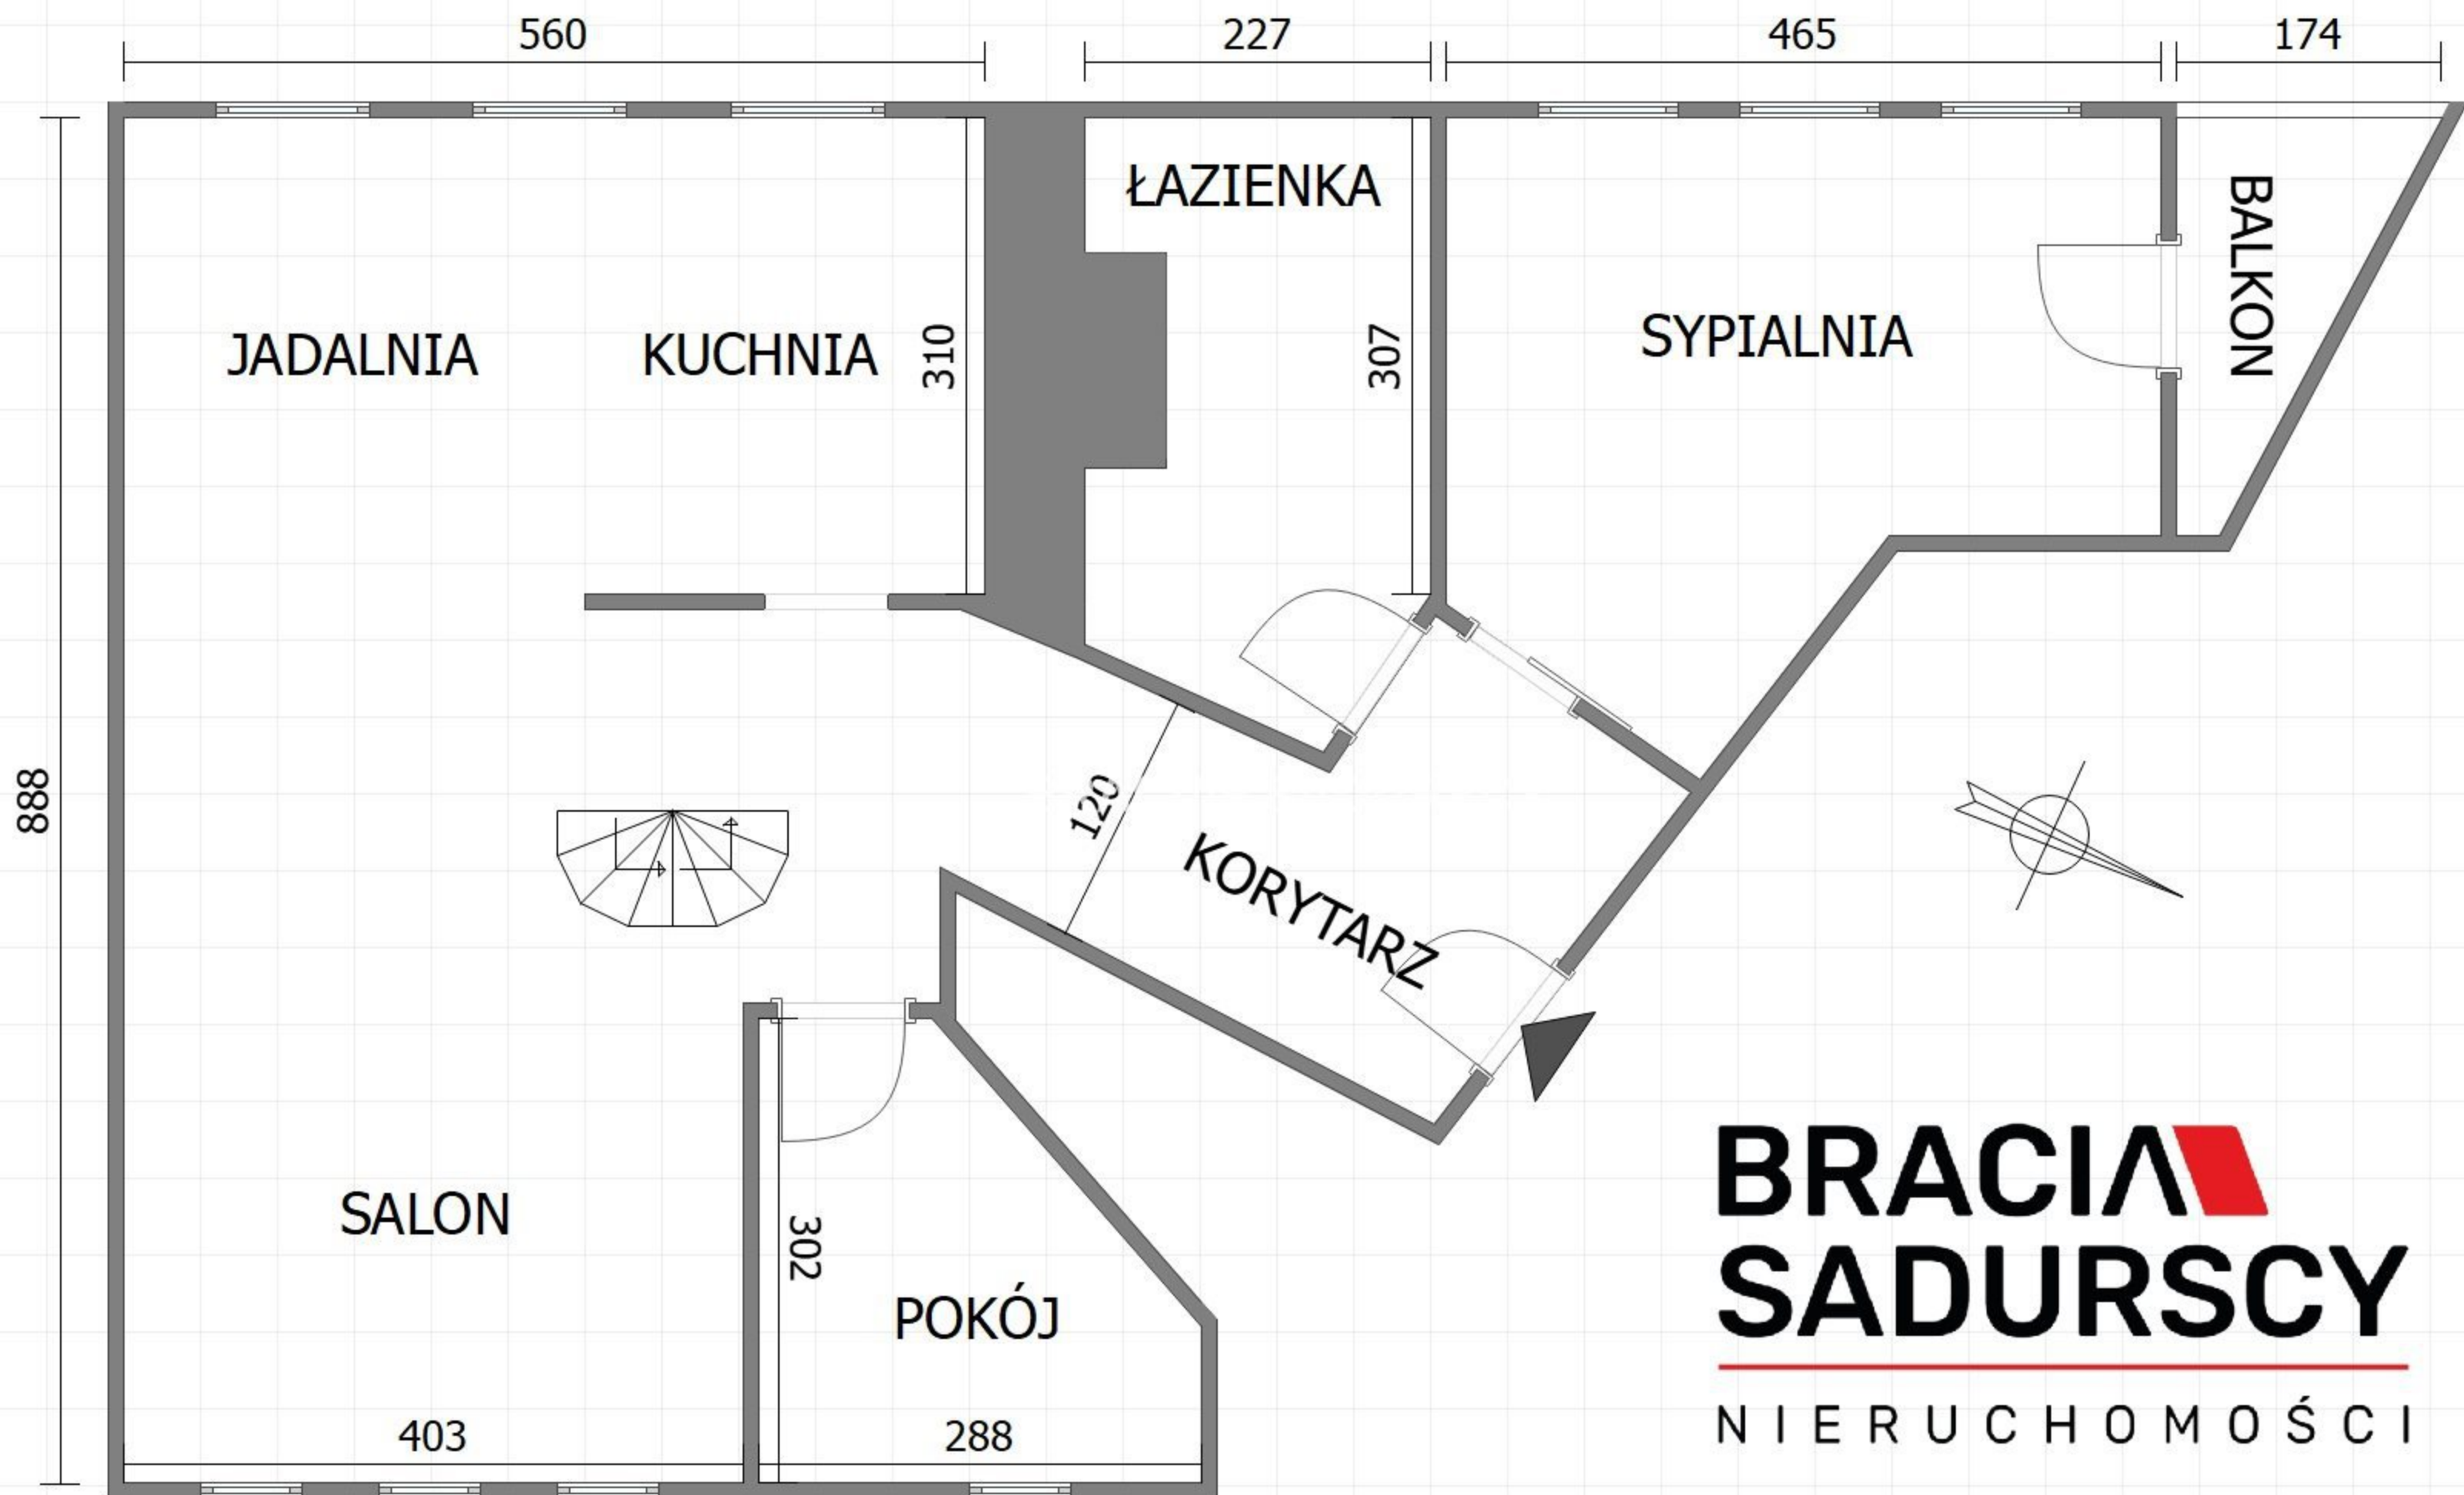 560
227
465
174
ŁAZIENKA
BALKON
JADALNIA
KUCHNIA
310
307
SYPIALNIA
888
120
KORYTARZ
SALON
302
POKÓJ
403
288
BRACIA
SADURSCY
NIERUCHOMOŚCI